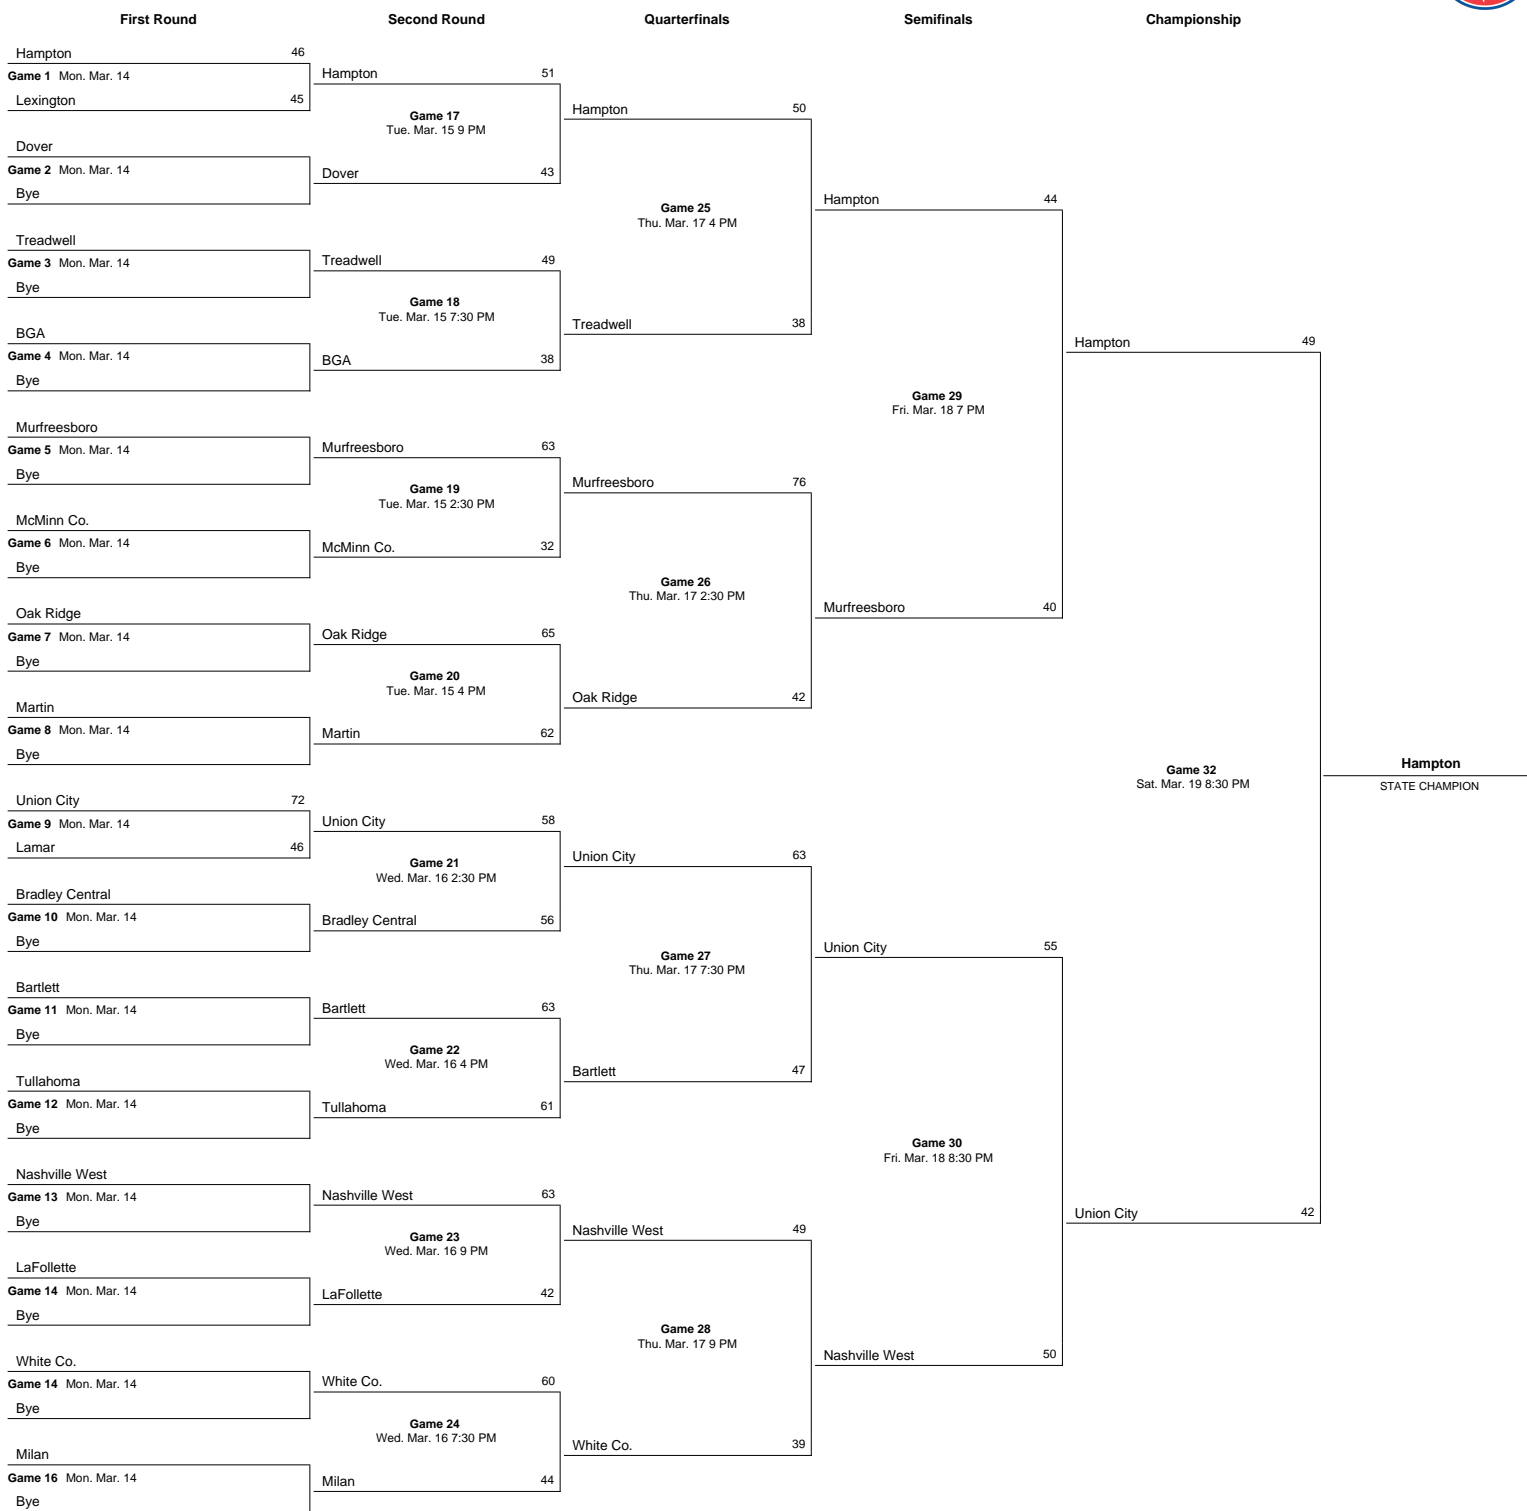 First Round Second Round Quarterfinals Semifinals Championship
Hampton 46
Game 1 Mon. Mar. 14
Lexington 45
Dover
Game 2 Mon. Mar. 14
Bye
Treadwell
Game 3 Mon. Mar. 14
Bye
BGA
Game 4 Mon. Mar. 14
Bye
Murfreesboro
Game 5 Mon. Mar. 14
Bye
McMinn Co.
Game 6 Mon. Mar. 14
Bye
Oak Ridge
Game 7 Mon. Mar. 14
Bye
Martin
Game 8 Mon. Mar. 14
Bye
Union City 72
Game 9 Mon. Mar. 14
Lamar 46
Bradley Central
Game 10 Mon. Mar. 14
Bye
Bartlett
Game 11 Mon. Mar. 14
Bye
Tullahoma
Game 12 Mon. Mar. 14
Bye
Nashville West
Game 13 Mon. Mar. 14
Bye
LaFollette
Game 14 Mon. Mar. 14
Bye
White Co.
Game 14 Mon. Mar. 14
Bye
Milan
Game 16 Mon. Mar. 14
Bye
Hampton 51
Game 17
Tue. Mar. 15 9 PM
Dover 43
Treadwell 49
Game 18
Tue. Mar. 15 7:30 PM
BGA 38
Murfreesboro 63
Game 19
Tue. Mar. 15 2:30 PM
McMinn Co. 32
Oak Ridge 65
Game 20
Tue. Mar. 15 4 PM
Martin 62
Union City 58
Game 21
Wed. Mar. 16 2:30 PM
Bradley Central 56
Bartlett 63
Game 22
Wed. Mar. 16 4 PM
Tullahoma 61
Nashville West 63
Game 23
Wed. Mar. 16 9 PM
LaFollette 42
White Co. 60
Game 24
Wed. Mar. 16 7:30 PM
Milan 44
Hampton 50
Game 25
Thu. Mar. 17 4 PM
Treadwell 38
Murfreesboro 76
Game 26
Thu. Mar. 17 2:30 PM
Oak Ridge 42
Union City 63
Game 27
Thu. Mar. 17 7:30 PM
Bartlett 47
Nashville West 49
Game 28
Thu. Mar. 17 9 PM
White Co. 39
Hampton 44
Game 29
Fri. Mar. 18 7 PM
Murfreesboro 40
Union City 55
Game 30
Fri. Mar. 18 8:30 PM
Nashville West 50
Hampton 49
Game 32
Sat. Mar. 19 8:30 PM
Union City 42
Hampton
STATE CHAMPION